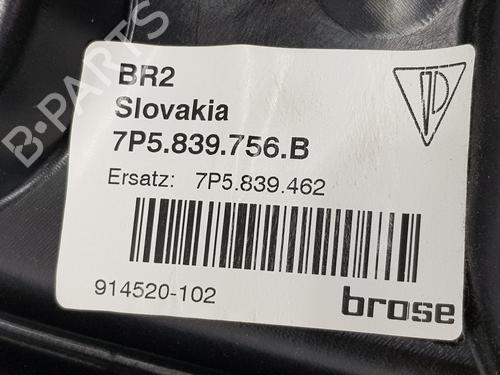 BR2
Slovakia
7P5.839.756.B
Ersatz: 7P5.839.462
914520-102
brose
B-PARTS